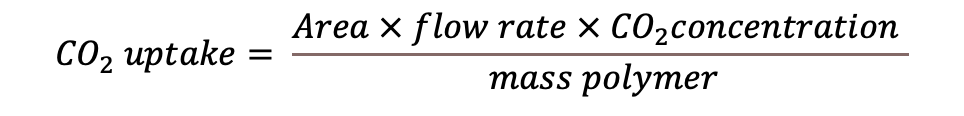 CO₂ uptake = Area × flow rate × CO₂concentration / mass polymer